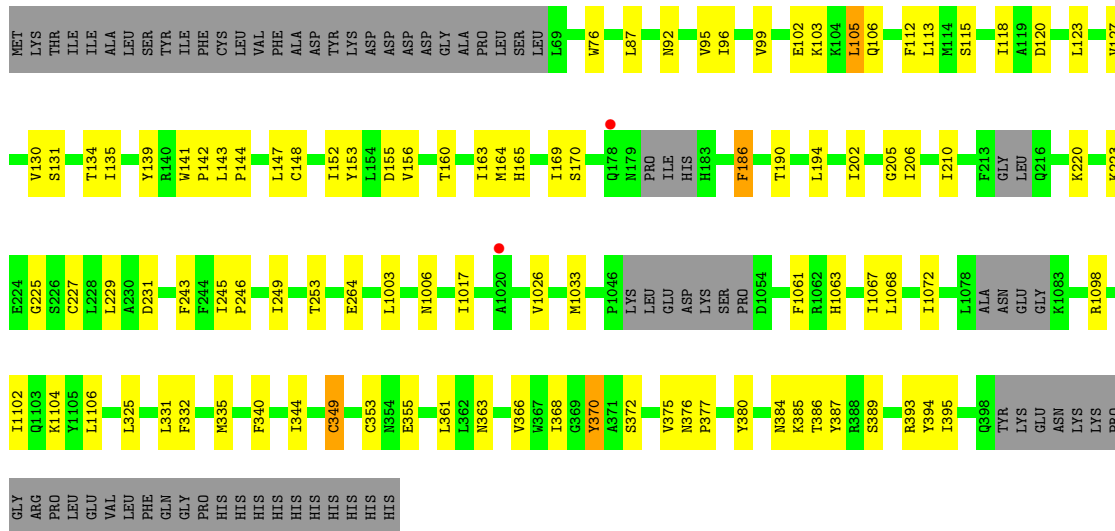 MET LYS THR ILE ILE ALA LEU SER TYR ILE PHE CYS LEU VAL PHE ALA ASP TYR LYS ASP ASP ASP ASP GLY ALA PRO LEU SER LEU L69 W76 L87 N92 V95 I96 V99 E102 K103 K104 L105 Q106 F112 L113 M114 S115 I118 A119 D120 L123 V127
V130 S131 T134 I135 Y139 R140 W141 P142 L143 P144 L147 C148 I152 Y153 L154 D155 V156 T160 I163 M164 H165 I169 S170 Q178 N179 PRO ILE HIS H183 F186 T190 L194 I202 G205 I206 I210 F213 GLY LEU Q216 K220 K223
E224 G225 S226 C227 L228 L229 A230 D231 F243 F244 I245 P246 I249 T253 E264 L1003 N1006 I1017 A1020 V1026 M1033 P1046 LYS LEU GLU ASP LYS SER PRO D1054 F1061 R1062 H1063 I1067 L1068 I1072 L1078 ALA ASN GLU GLY K1083 R1098
I1102 Q1103 K1104 Y1105 L1106 L325 L331 F332 M335 F340 I344 C349 C353 N354 E355 L361 L362 N363 V366 W367 I368 G369 Y370 A371 S372 V375 N376 P377 Y380 N384 K385 T386 Y387 R388 S389 R393 Y394 I395 Q398 TYR LYS GLU ASN LYS LYS PRO
GLY ARG PRO LEU GLU VAL LEU PHE GLN GLY PRO HIS HIS HIS HIS HIS HIS HIS HIS HIS HIS